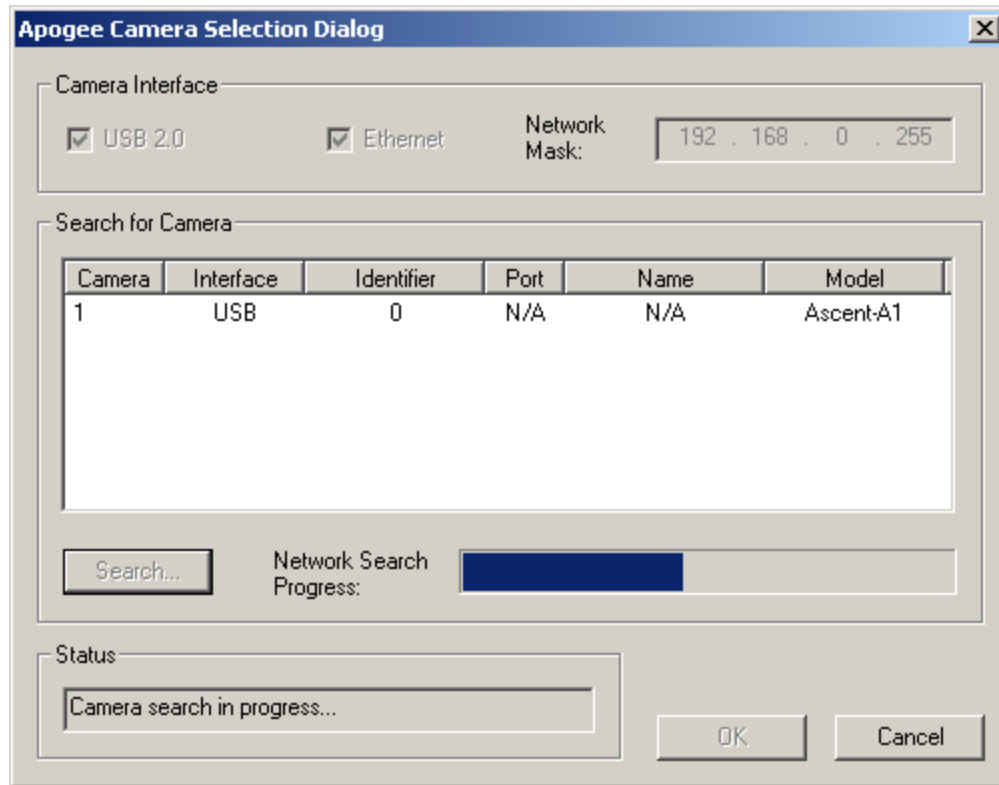 Apogee Camera Selection Dialog
Camera Interface
USB 2.0 Ethernet Network Mask: 192 . 168 . 0 . 255
Search for Camera
Camera Interface Identifier Port Name Model
1 USB 0 N/A N/A Ascent-A1
Search... Network Search Progress:
Status
Camera search in progress...
OK Cancel